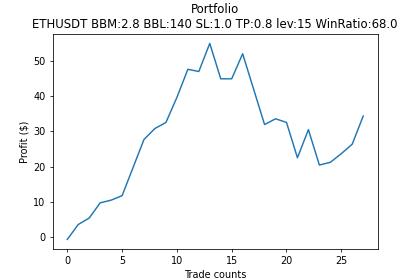 Portfolio
ETHUSDT BBM:2.8 BBL:140 SL:1.0 TP:0.8 lev:15 WinRatio:68.0
50
40
30
20
10
0
Profit ($)
0 5 10 15 20 25
Trade counts